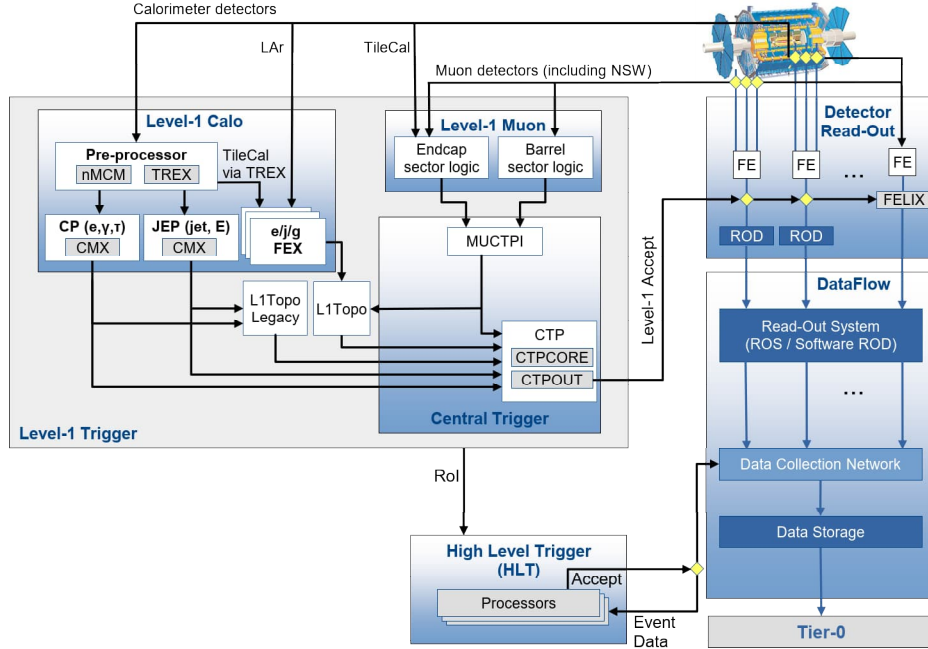 Calorimeter detectors
LAr
TileCal
Muon detectors (including NSW)
Level-1 Calo
Pre-processor
nMCM
TREX
TileCal
via TREX
CP (e,γ,τ)
CMX
JEP (jet, E)
CMX
e/j/g
FEX
Level-1 Muon
Endcap
sector logic
Barrel
sector logic
MUCTPI
L1Topo
Legacy
L1Topo
CTP
CTPCORE
CTPOUT
Central Trigger
Level-1 Trigger
Level-1 Accept
Detector
Read-Out
FE
FE
...
FE
FELIX
ROD
ROD
DataFlow
Read-Out System
(ROS / Software ROD)
...
Data Collection Network
Data Storage
Tier-0
RoI
High Level Trigger
(HLT)
Accept
Processors
Event
Data